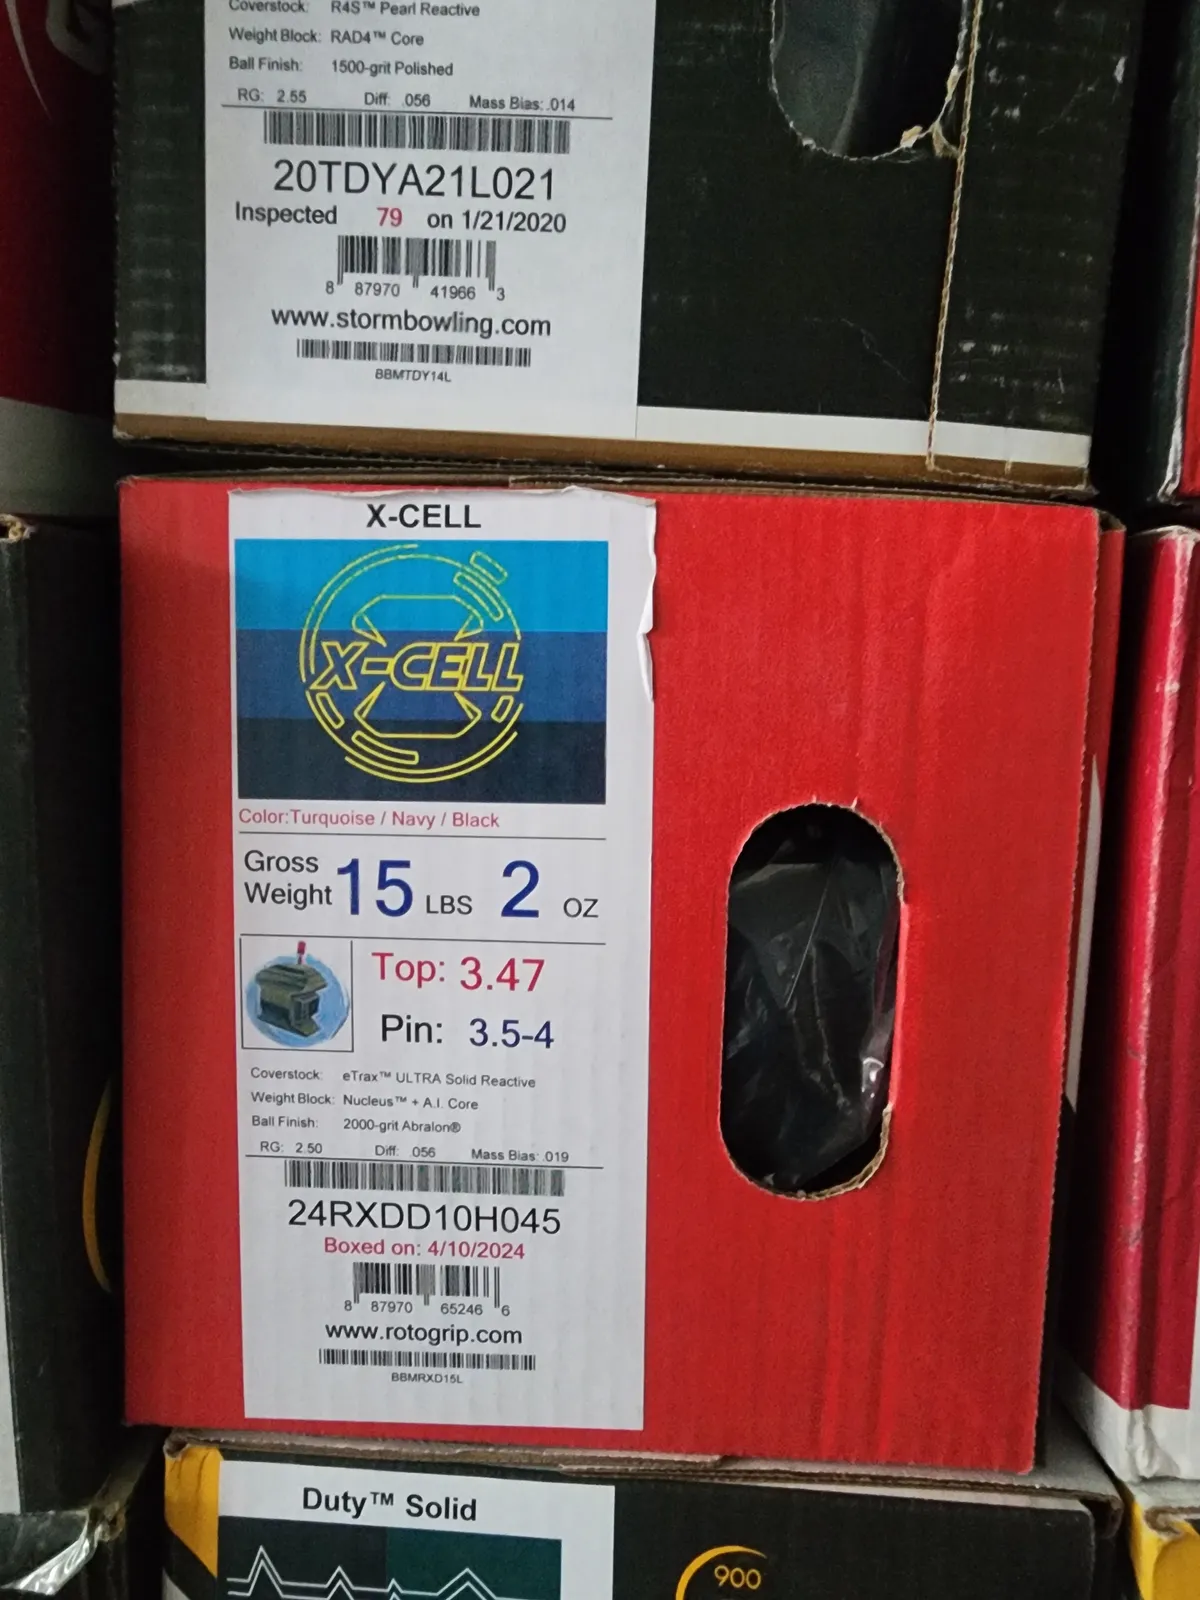 Coverstock: R4S™ Pearl Reactive
Weight Block: RAD4™ Core
Ball Finish: 1500-grit Polished
RG: 2.55 Diff: .056 Mass Bias: .014
20TDYA21L021
Inspected 79 on 1/21/2020
8 87970 41966 3
www.stormbowling.com
BBMTDY14L
X-CELL
X-CELL
Color:Turquoise / Navy / Black
Gross Weight 15 LBS 2 OZ
Top: 3.47
Pin: 3.5-4
Coverstock: eTrax™ ULTRA Solid Reactive
Weight Block: Nucleus™ + A.I. Core
Ball Finish: 2000-grit Abralon®
RG: 2.50 Diff: .056 Mass Bias: .019
24RXDD10H045
Boxed on: 4/10/2024
8 87970 65246 6
www.rotogrip.com
BBMRXD15L
Duty™ Solid
900